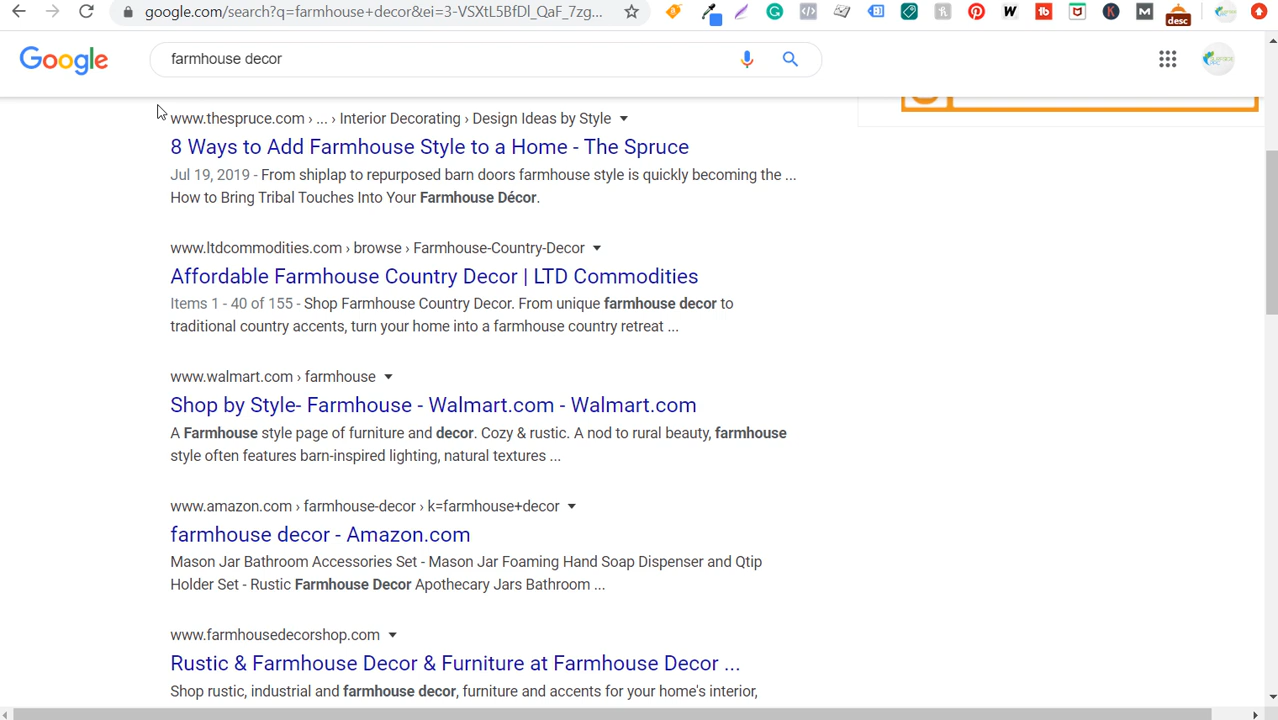 google.com/search?q=farmhouse+decor&ei=3-VSXtL5BfDl_QaF_7zg...
desc
Google
farmhouse decor
www.thespruce.com › ... › Interior Decorating › Design Ideas by Style
8 Ways to Add Farmhouse Style to a Home - The Spruce
Jul 19, 2019 - From shiplap to repurposed barn doors farmhouse style is quickly becoming the ...
How to Bring Tribal Touches Into Your Farmhouse Décor.
www.ltdcommodities.com › browse › Farmhouse-Country-Decor
Affordable Farmhouse Country Decor | LTD Commodities
Items 1 - 40 of 155 - Shop Farmhouse Country Decor. From unique farmhouse decor to
traditional country accents, turn your home into a farmhouse country retreat ...
www.walmart.com › farmhouse
Shop by Style- Farmhouse - Walmart.com - Walmart.com
A Farmhouse style page of furniture and decor. Cozy & rustic. A nod to rural beauty, farmhouse
style often features barn-inspired lighting, natural textures ...
www.amazon.com › farmhouse-decor › k=farmhouse+decor
farmhouse decor - Amazon.com
Mason Jar Bathroom Accessories Set - Mason Jar Foaming Hand Soap Dispenser and Qtip
Holder Set - Rustic Farmhouse Decor Apothecary Jars Bathroom ...
www.farmhousedecorshop.com
Rustic & Farmhouse Decor & Furniture at Farmhouse Decor ...
Shop rustic, industrial and farmhouse decor, furniture and accents for your home's interior,